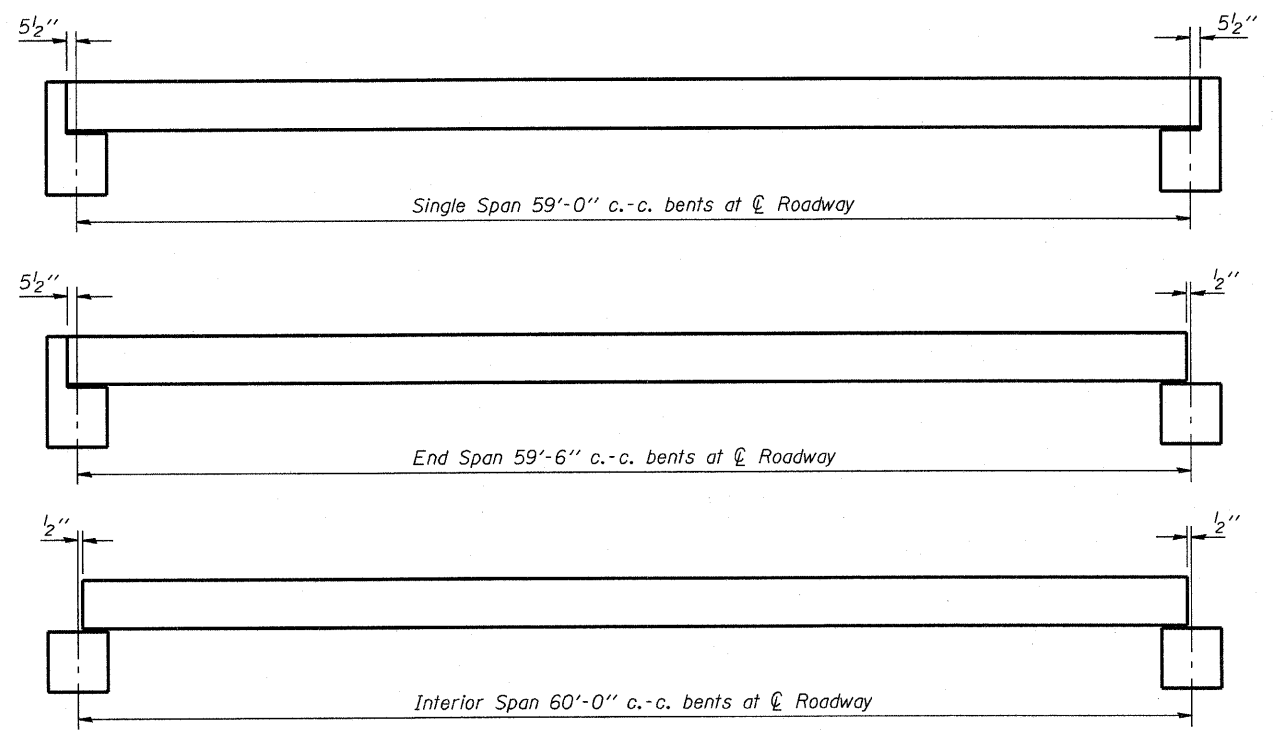 5½" 5½"
Single Span 59'-0" c.-c. bents at ℄ Roadway
5½" ½"
End Span 59'-6" c.-c. bents at ℄ Roadway
½" ½"
Interior Span 60'-0" c.-c. bents at ℄ Roadway